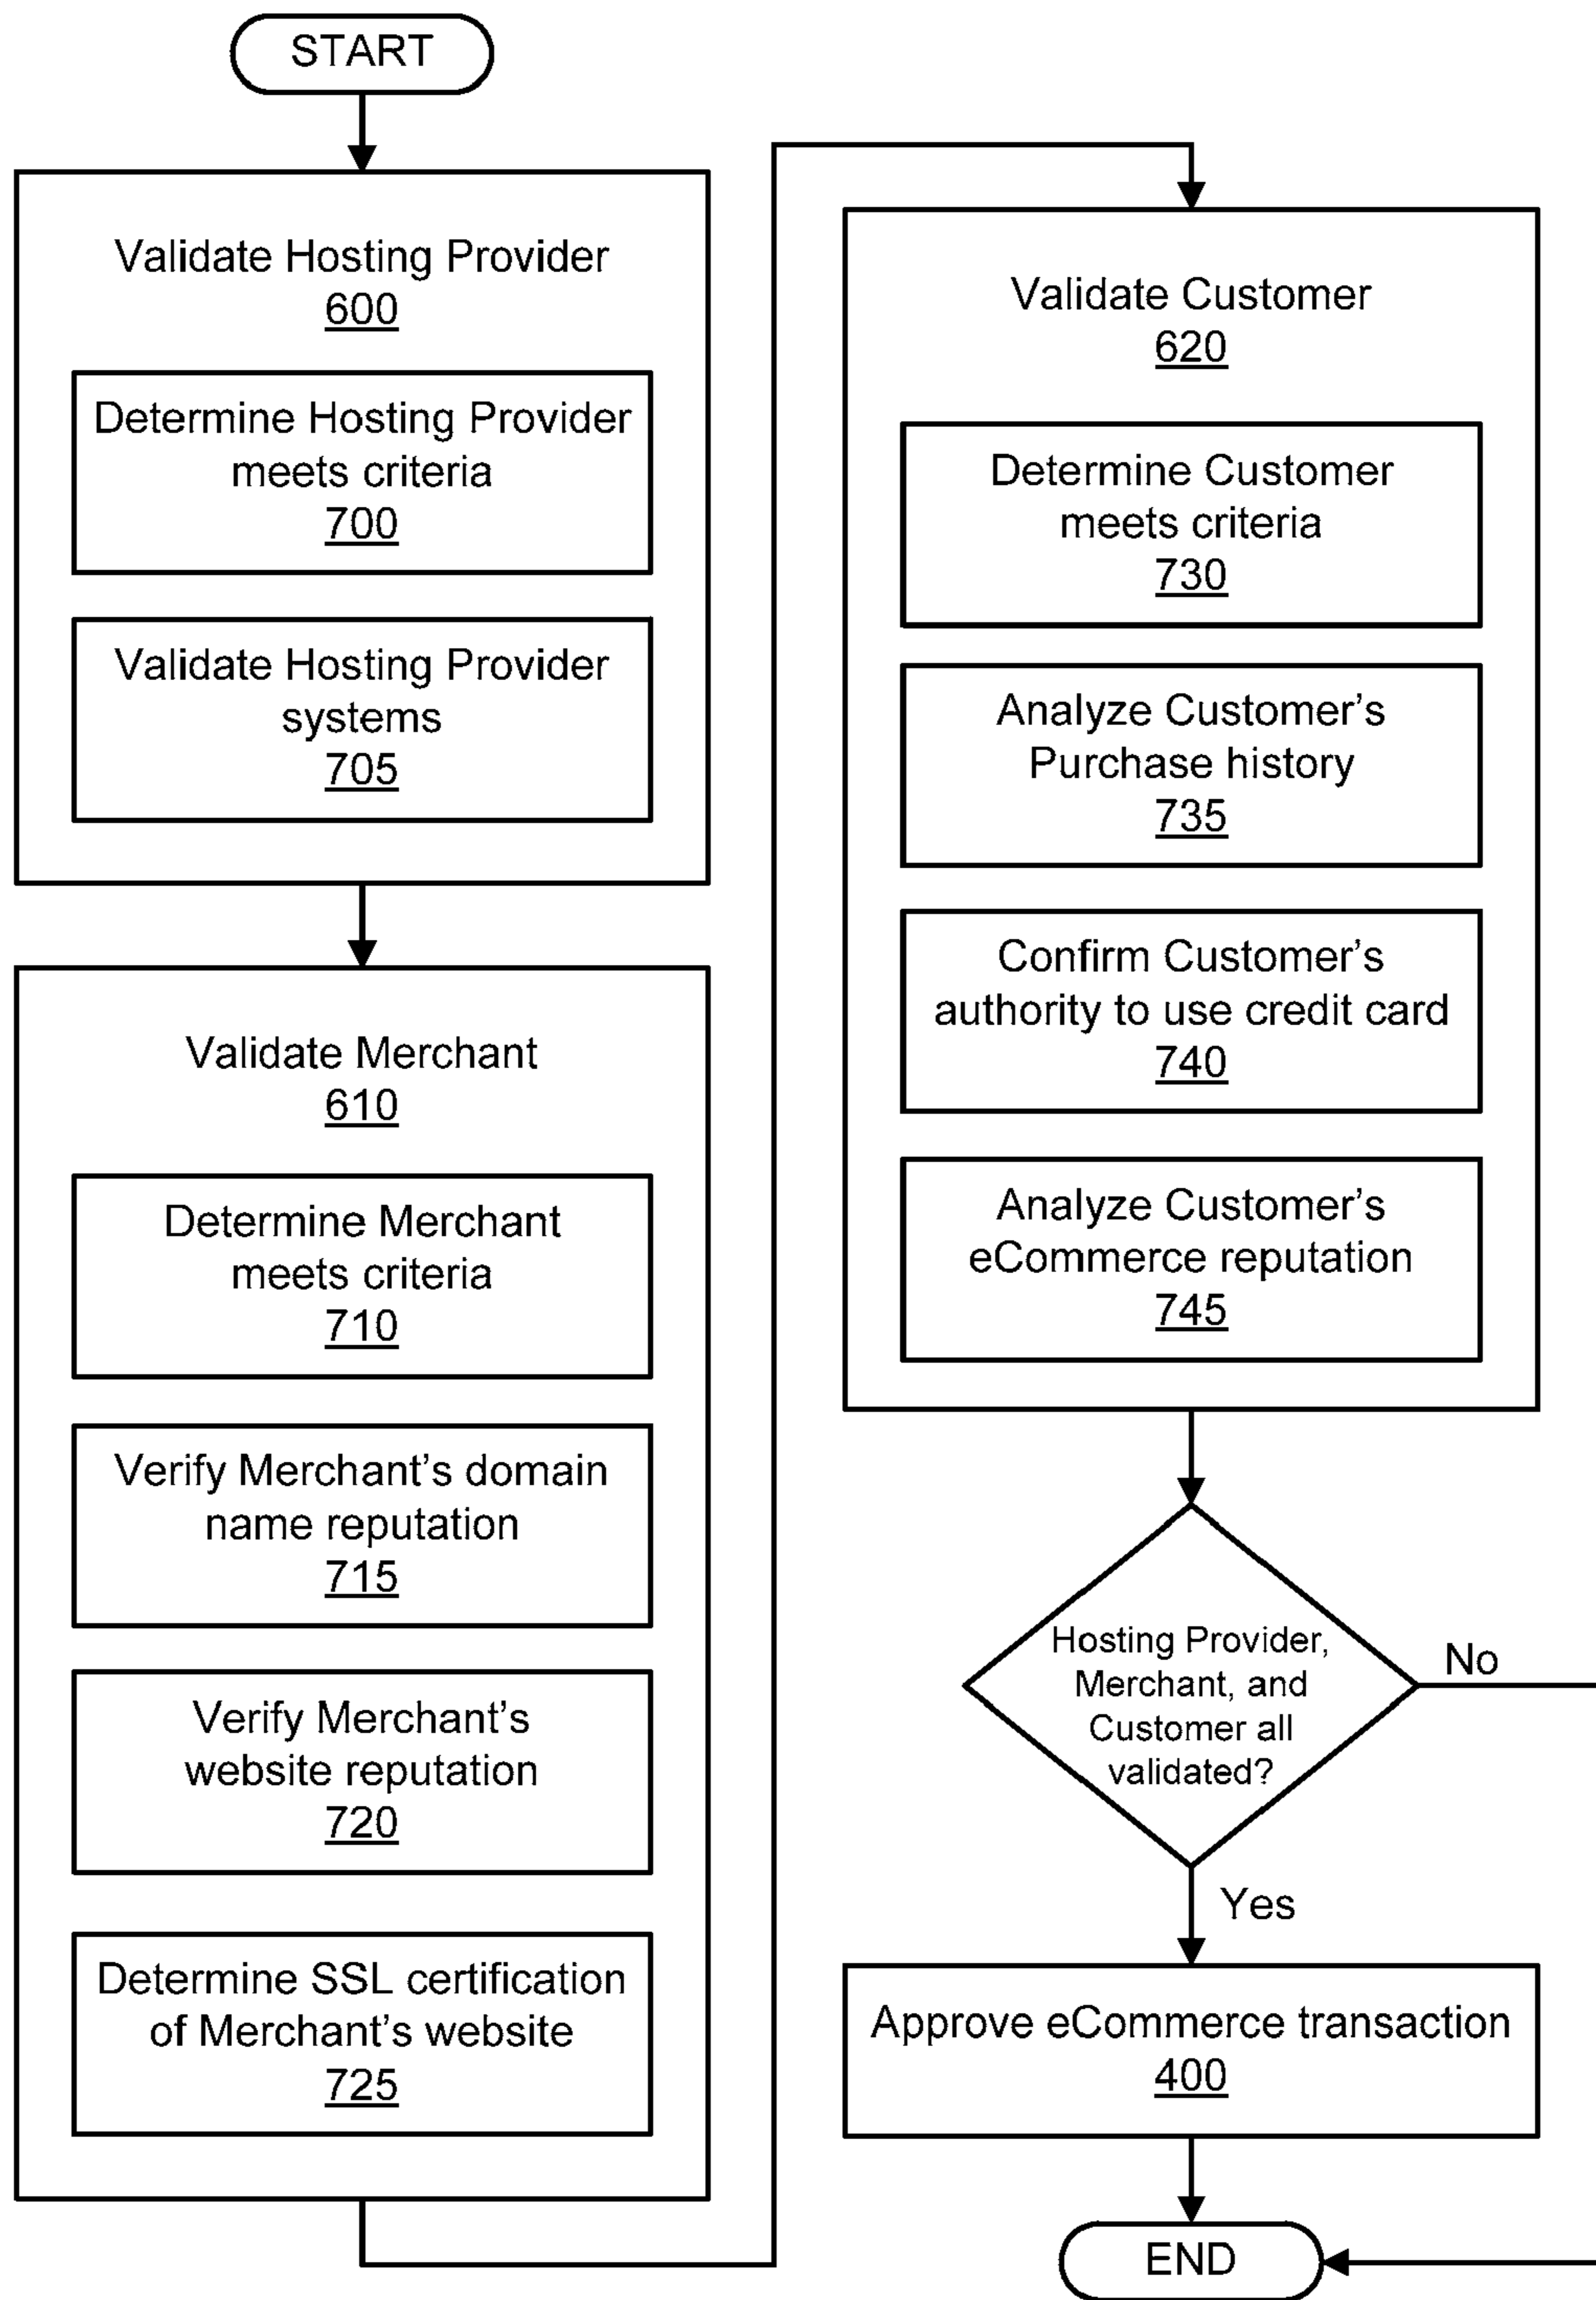 START
Validate Hosting Provider
600
Determine Hosting Provider
meets criteria
700
Validate Hosting Provider
systems
705
Validate Merchant
610
Determine Merchant
meets criteria
710
Verify Merchant's domain
name reputation
715
Verify Merchant's
website reputation
720
Determine SSL certification
of Merchant's website
725
Validate Customer
620
Determine Customer
meets criteria
730
Analyze Customer's
Purchase history
735
Confirm Customer's
authority to use credit card
740
Analyze Customer's
eCommerce reputation
745
Hosting Provider,
Merchant, and
Customer all
validated?
No
Yes
Approve eCommerce transaction
400
END